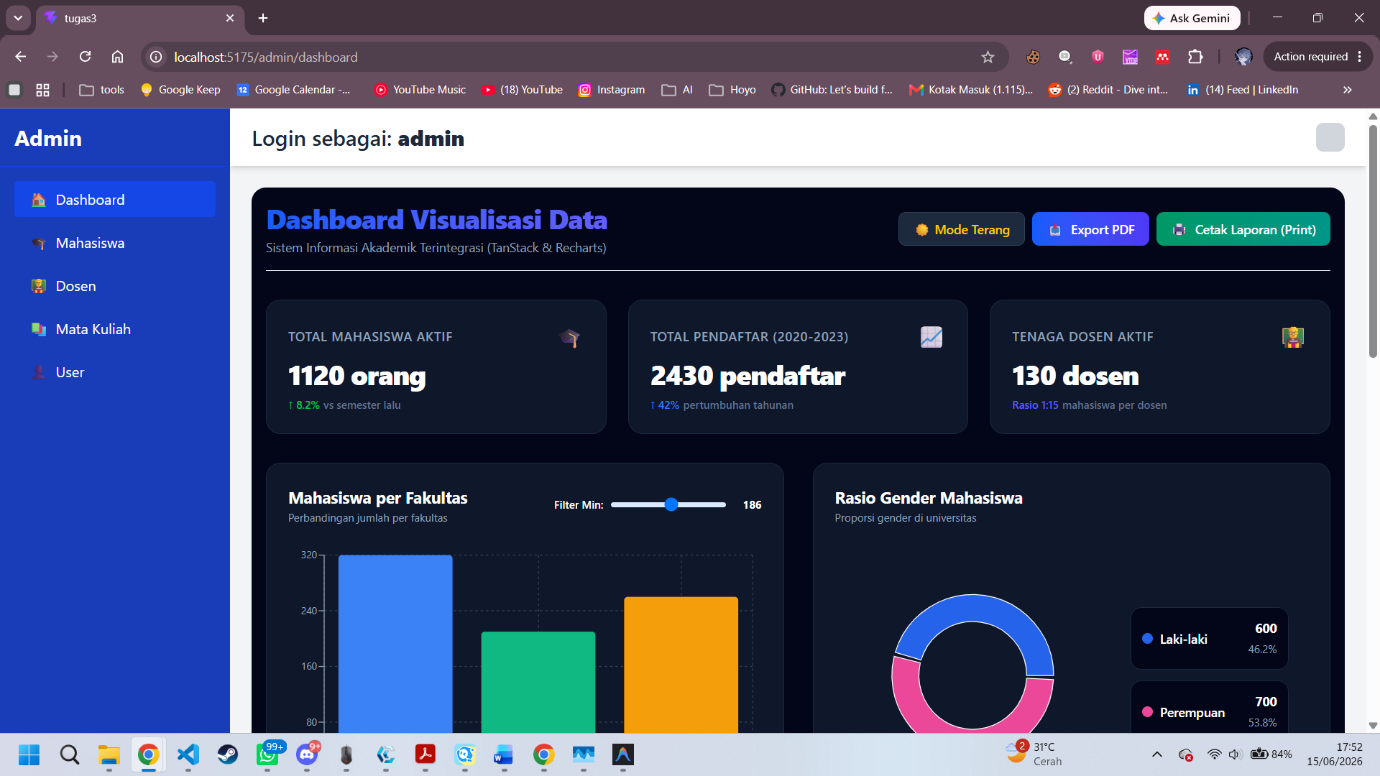 tugas3
Ask Gemini
localhost:5175/admin/dashboard
Action required
tools
Google Keep
Google Calendar -...
YouTube Music
(18) YouTube
Instagram
AI
Hoyo
GitHub: Let's build f...
Kotak Masuk (1.115)...
(2) Reddit - Dive int...
(14) Feed | LinkedIn
Admin
Login sebagai: admin
Dashboard
Mahasiswa
Dosen
Mata Kuliah
User
Dashboard Visualisasi Data
Sistem Informasi Akademik Terintegrasi (TanStack & Recharts)
Mode Terang
Export PDF
Cetak Laporan (Print)
TOTAL MAHASISWA AKTIF
1120 orang
↑ 8.2% vs semester lalu
TOTAL PENDAFTAR (2020-2023)
2430 pendaftar
↑ 42% pertumbuhan tahunan
TENAGA DOSEN AKTIF
130 dosen
Rasio 1:15 mahasiswa per dosen
Mahasiswa per Fakultas
Perbandingan jumlah per fakultas
Filter Min:
186
320
240
160
80
Rasio Gender Mahasiswa
Proporsi gender di universitas
Laki-laki
600
46.2%
Perempuan
700
53.8%
99+
9+
2
31°C
Cerah
84%
17:52
15/06/2026